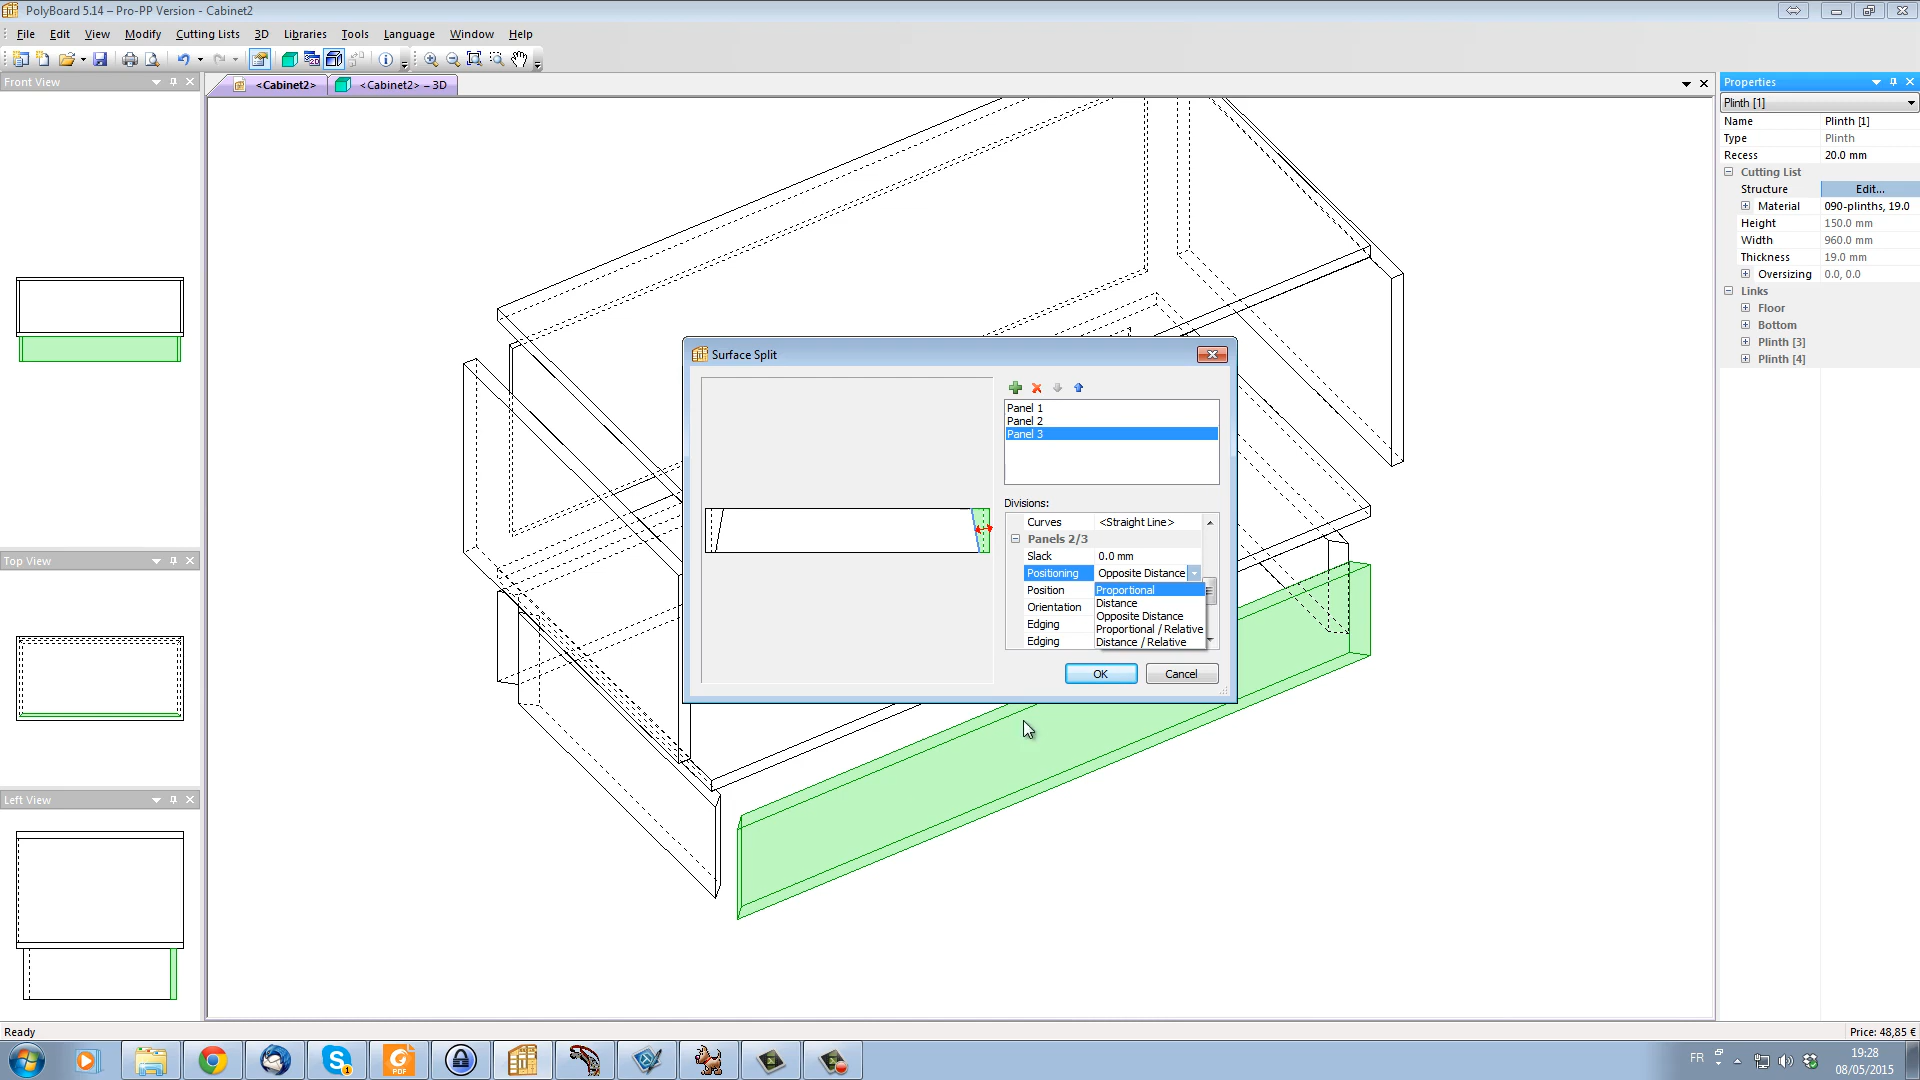 PolyBoard 5.14 – Pro-PP Version - Cabinet2
File Edit View Modify Cutting Lists 3D Libraries Tools Language Window Help
Front View
<Cabinet2>
<Cabinet2> – 3D
Top View
Left View
Surface Split
Panel 1
Panel 2
Panel 3
Divisions:
Curves <Straight Line>
Panels 2/3
Slack 0.0 mm
Positioning Opposite Distance
Position
Orientation
Edging
Edging
Proportional
Distance
Opposite Distance
Proportional / Relative
Distance / Relative
OK
Cancel
Properties
Plinth [1]
Name Plinth [1]
Type Plinth
Recess 20.0 mm
Cutting List
Structure Edit...
Material 090-plinths, 19.0
Height 150.0 mm
Width 960.0 mm
Thickness 19.0 mm
Oversizing 0.0, 0.0
Links
Floor
Bottom
Plinth [3]
Plinth [4]
Ready
Price: 48,85 €
PDF
1
FR
19:28
08/05/2015